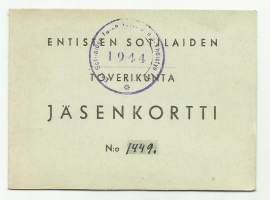 ENTISTEN SOTILAIDEN
1944
TOVERIKUNTA
JÄSENKORTTI
N:o 1449.